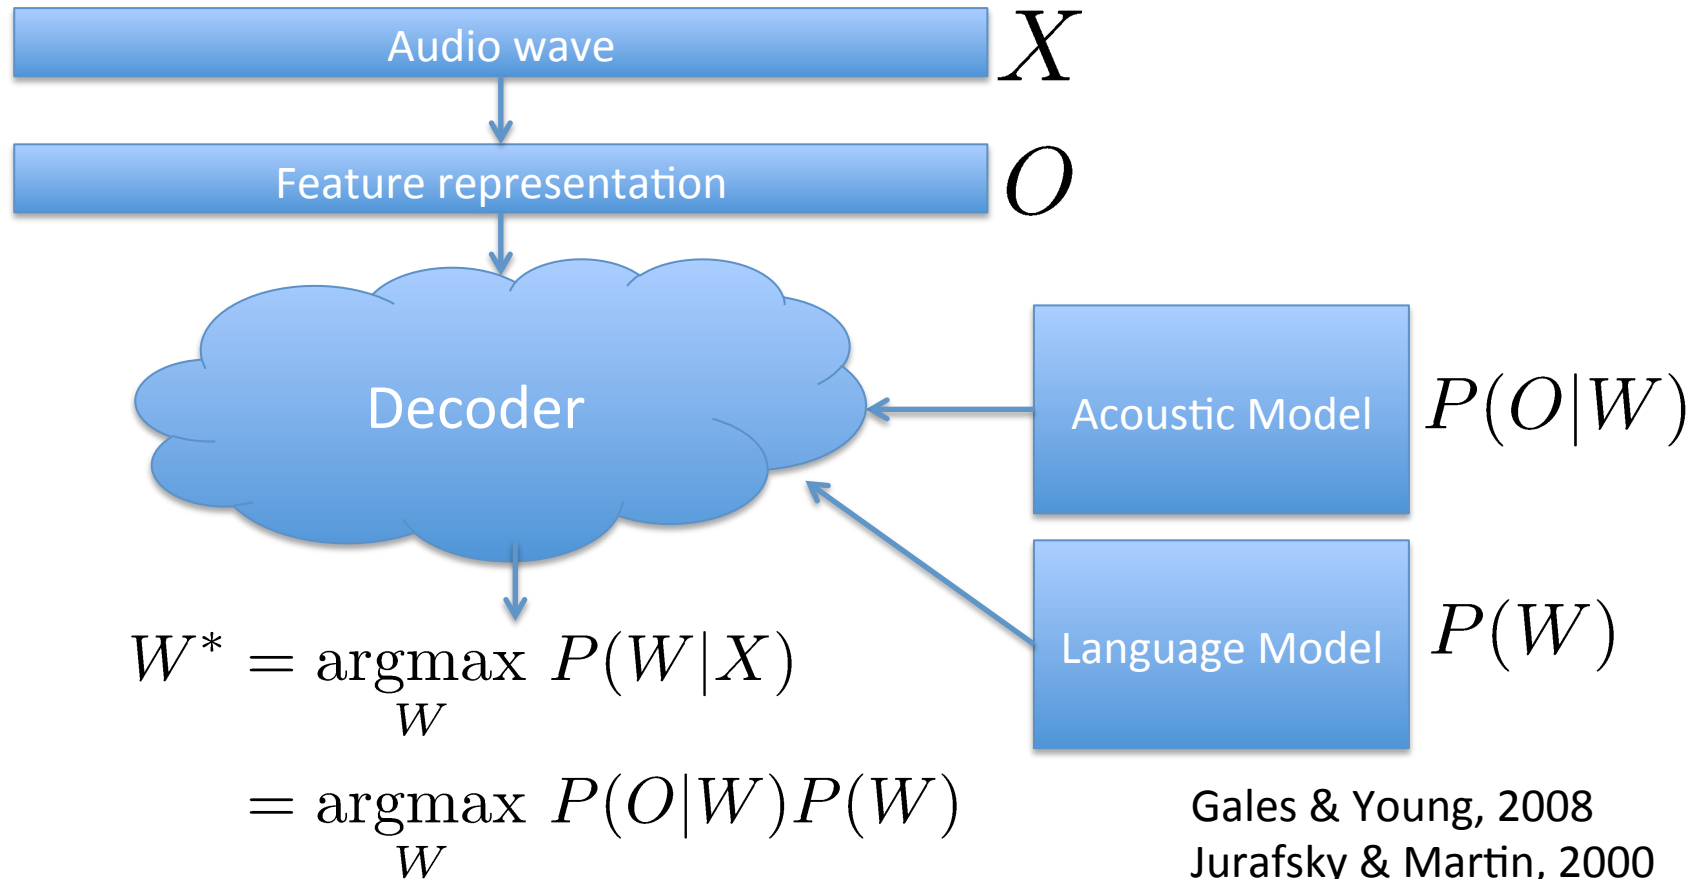 Audio wave
X
Feature representation
O
Decoder
Acoustic Model
P(O|W)
Language Model
P(W)
W* = argmax P(W|X)
W
= argmax P(O|W)P(W)
W
Gales & Young, 2008
Jurafsky & Martin, 2000